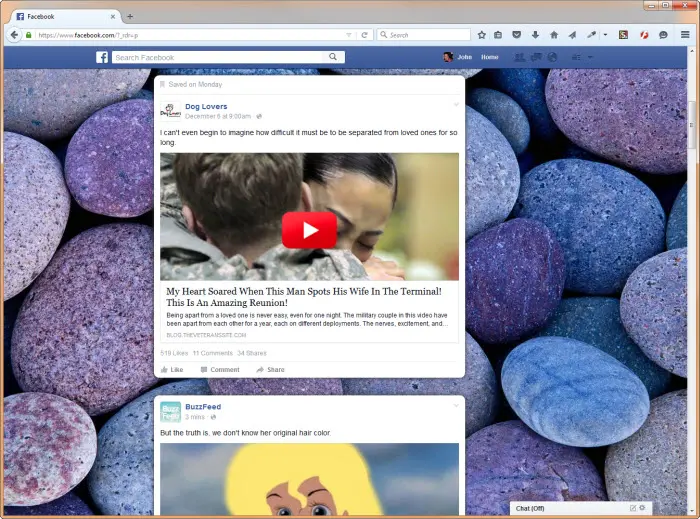 Facebook
https://www.facebook.com/?_rdr=p
Search
Search Facebook
John
Home
Saved on Monday
Dog Lovers
December 6 at 9:00am
I can't even begin to imagine how difficult it must be to be separated from loved ones for so
long.
My Heart Soared When This Man Spots His Wife In The Terminal!
This Is An Amazing Reunion!
Being apart from a loved one is never easy, even for one night. The military couple in this video have
been apart from each other for a year, each on different deployments. The nerves, excitement, and...
BLOG.THEVETERANSSITE.COM
519 Likes · 11 Comments · 34 Shares
Like
Comment
Share
Buzz
Feed
BuzzFeed
3 mins
But the truth is, we don't know her original hair color.
Chat (Off)